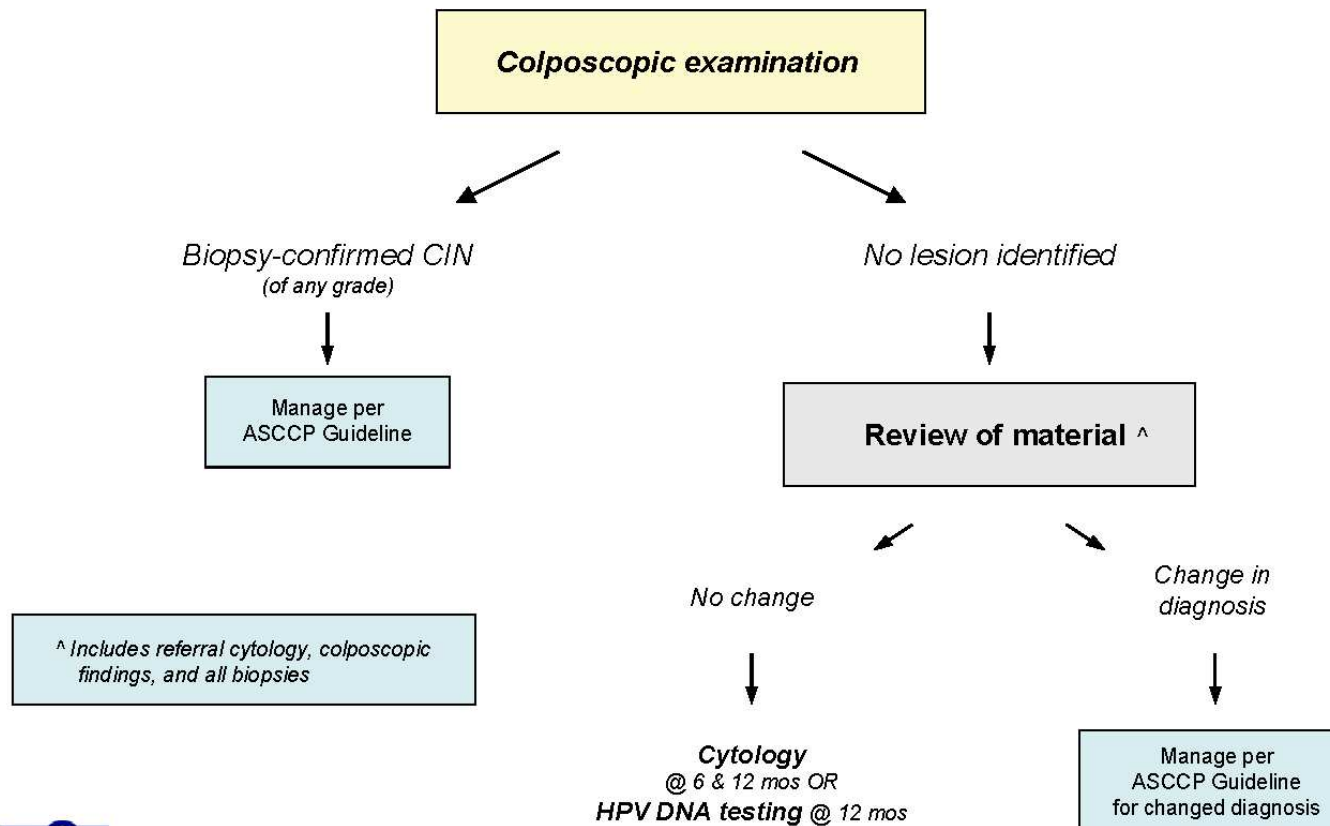 Colposcopic examination
Biopsy-confirmed CIN
(of any grade)
No lesion identified
Manage per
ASCCP Guideline
Review of material ^
No change
Change in
diagnosis
^ Includes referral cytology, colposcopic
findings, and all biopsies
Cytology
@ 6 & 12 mos OR
HPV DNA testing @ 12 mos
Manage per
ASCCP Guideline
for changed diagnosis